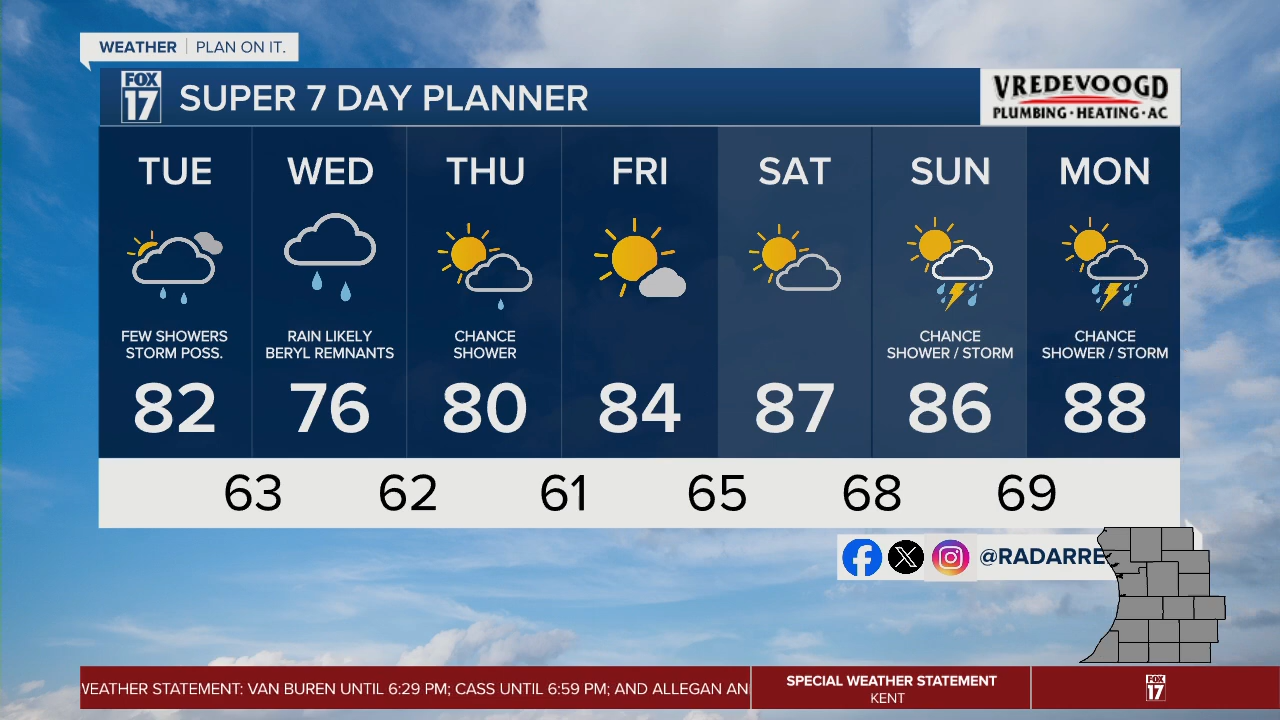 WEATHER | PLAN ON IT.
FOX 17
SUPER 7 DAY PLANNER
VREDEVOOGD
PLUMBING · HEATING · AC
TUE
FEW SHOWERS
STORM POSS.
82
WED
RAIN LIKELY
BERYL REMNANTS
76
THU
CHANCE
SHOWER
80
FRI
84
SAT
87
SUN
CHANCE
SHOWER / STORM
86
MON
CHANCE
SHOWER / STORM
88
63 62 61 65 68 69
@RADARRE
WEATHER STATEMENT: VAN BUREN UNTIL 6:29 PM; CASS UNTIL 6:59 PM; AND ALLEGAN AN
SPECIAL WEATHER STATEMENT
KENT
FOX 17